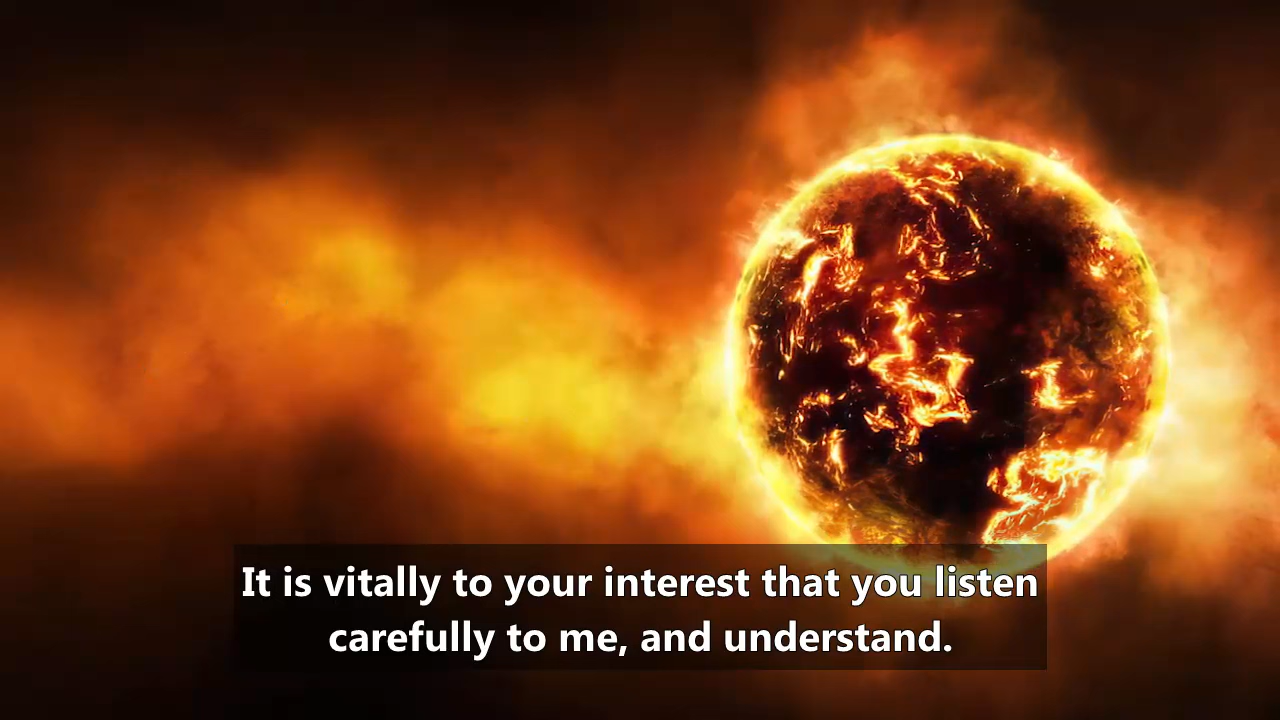 It is vitally to your interest that you listen
carefully to me, and understand.